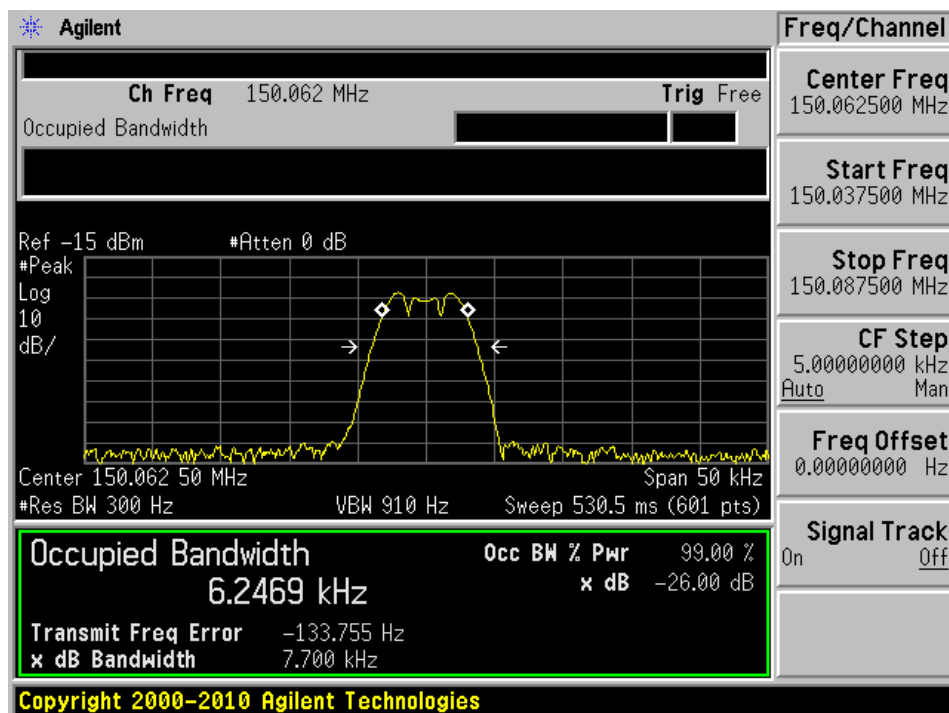 Agilent
Freq/Channel
Ch Freq 150.062 MHz Trig Free
Occupied Bandwidth
Center Freq
150.062500 MHz
Start Freq
150.037500 MHz
Stop Freq
150.087500 MHz
CF Step
5.00000000 kHz
Auto Man
Freq Offset
0.00000000 Hz
Signal Track
On Off
Ref -15 dBm #Atten 0 dB
#Peak
Log
10
dB/
Center 150.062 50 MHz Span 50 kHz
#Res BW 300 Hz VBW 910 Hz Sweep 530.5 ms (601 pts)
Occupied Bandwidth
6.2469 kHz
Occ BW % Pwr 99.00 %
x dB -26.00 dB
Transmit Freq Error -133.755 Hz
x dB Bandwidth 7.700 kHz
Copyright 2000-2010 Agilent Technologies